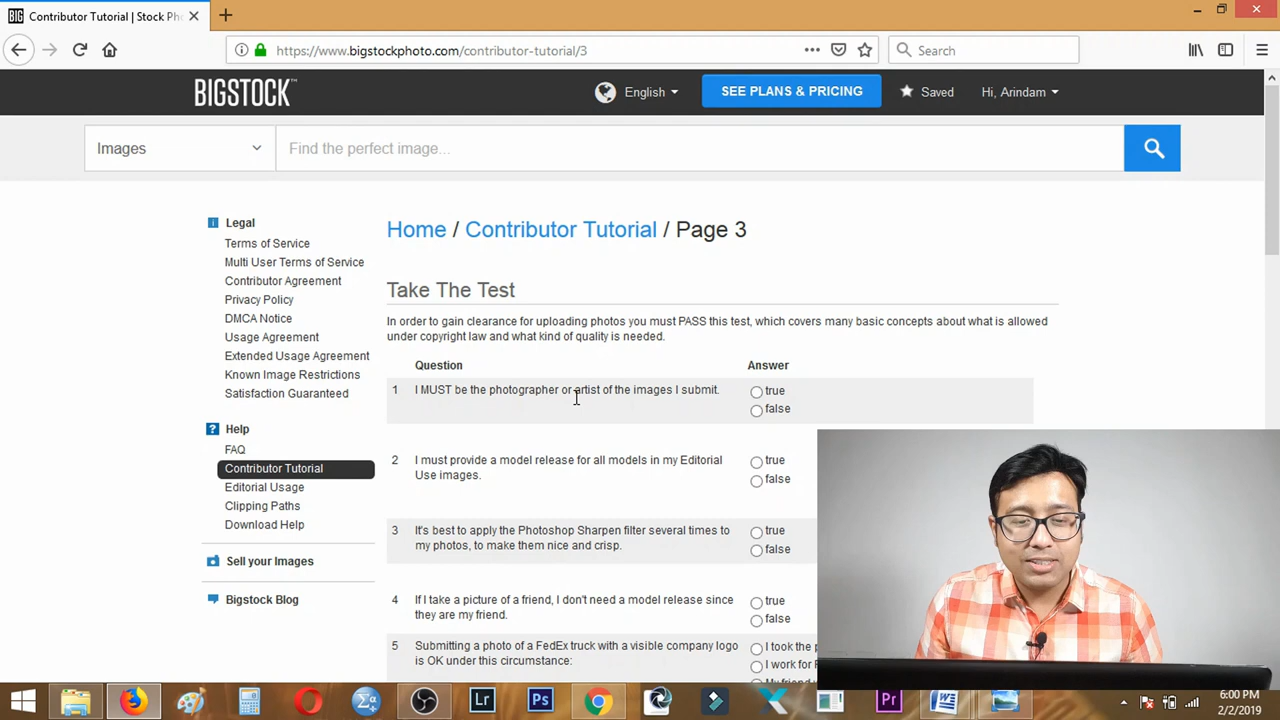 BIG Contributor Tutorial | Stock Pho
https://www.bigstockphoto.com/contributor-tutorial/3
Search
BIGSTOCK™
English
SEE PLANS & PRICING
Saved
Hi, Arindam
Images
Find the perfect image...
Legal
Terms of Service
Multi User Terms of Service
Contributor Agreement
Privacy Policy
DMCA Notice
Usage Agreement
Extended Usage Agreement
Known Image Restrictions
Satisfaction Guaranteed
Help
FAQ
Contributor Tutorial
Editorial Usage
Clipping Paths
Download Help
Sell your Images
Bigstock Blog
Home / Contributor Tutorial / Page 3
Take The Test
In order to gain clearance for uploading photos you must PASS this test, which covers many basic concepts about what is allowed
under copyright law and what kind of quality is needed.
Question Answer
1 I MUST be the photographer or artist of the images I submit. true
false
2 I must provide a model release for all models in my Editorial true
Use images. false
3 It's best to apply the Photoshop Sharpen filter several times to true
my photos, to make them nice and crisp. false
4 If I take a picture of a friend, I don't need a model release since true
they are my friend. false
5 Submitting a photo of a FedEx truck with a visible company logo I took the
is OK under this circumstance: I work for
Lr Ps Pr
6:00 PM
2/2/2019